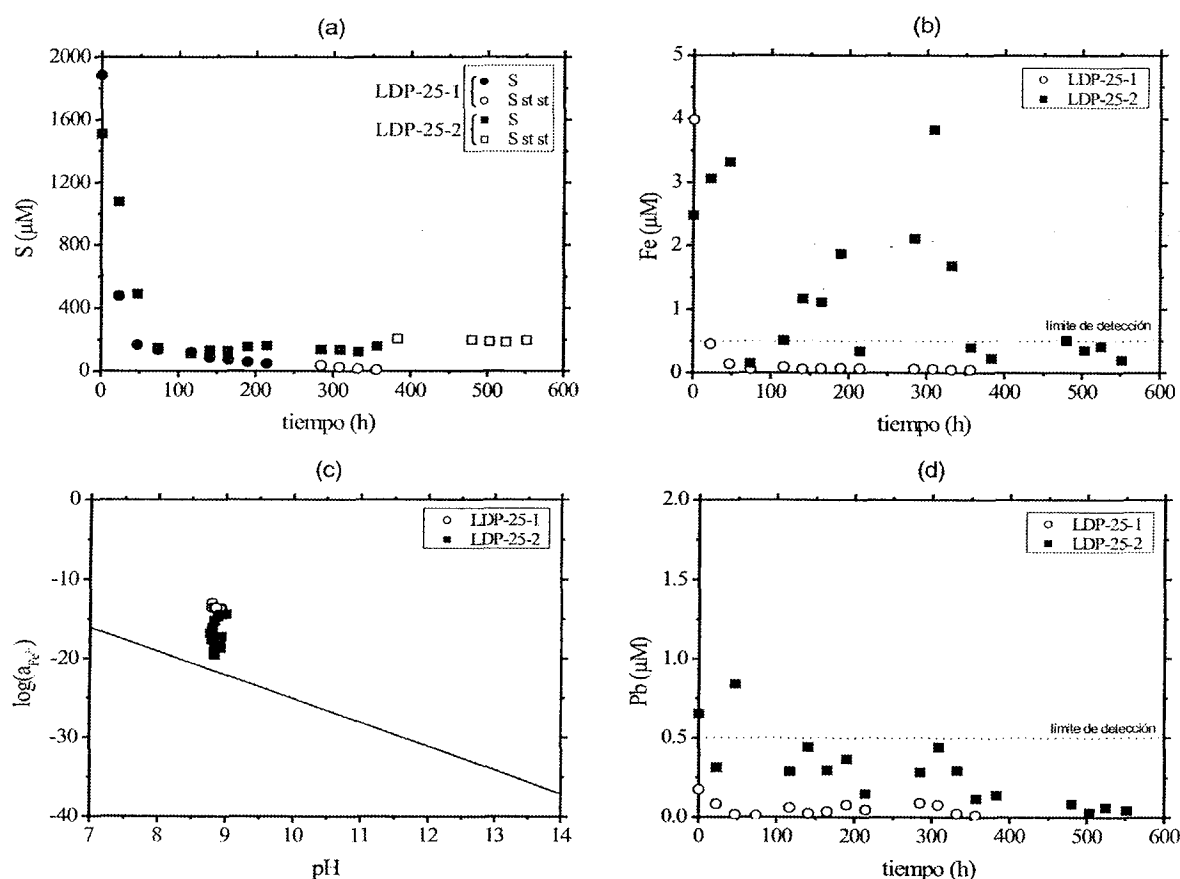 (a)
2000
1600
1200
800
400
0
S (µM)
0 100 200 300 400 500 600
tiempo (h)
LDP-25-1 { S
S st st
LDP-25-2 { S
S st st
(b)
5
4
3
2
1
0
Fe (µM)
0 100 200 300 400 500 600
tiempo (h)
LDP-25-1
LDP-25-2
límite de detección
(c)
-0
-10
-20
-30
-40
7 8 9 10 11 12 13 14
pH
LDP-25-1
LDP-25-2
(d)
2.0
1.5
1.0
0.5
0.0
Pb (µM)
0 100 200 300 400 500 600
tiempo (h)
LDP-25-1
LDP-25-2
límite de detección